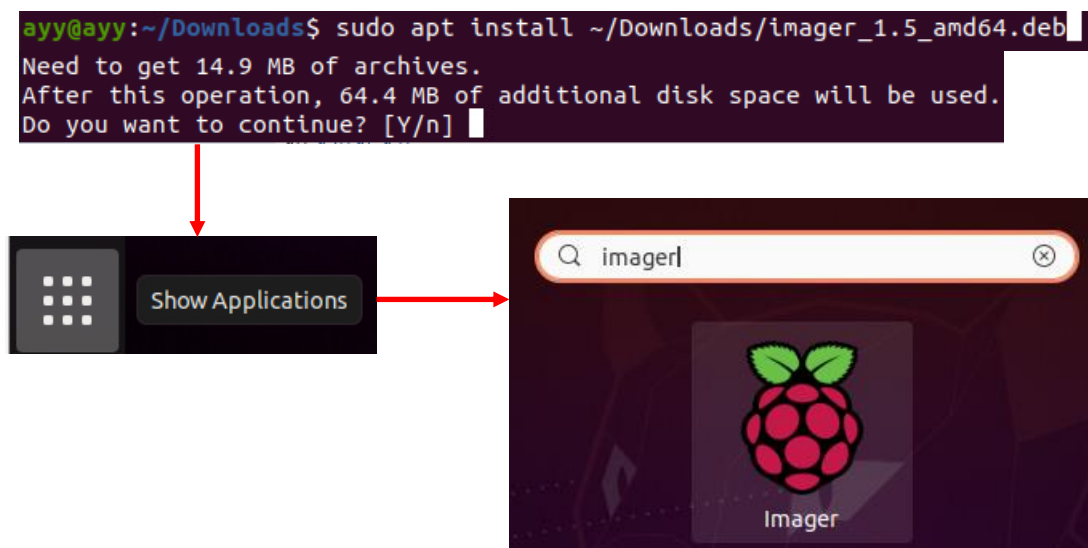 ayy@ayy:~/Downloads$ sudo apt install ~/Downloads/imager_1.5_amd64.deb
Need to get 14.9 MB of archives.
After this operation, 64.4 MB of additional disk space will be used.
Do you want to continue? [Y/n]
Show Applications
imager
Imager